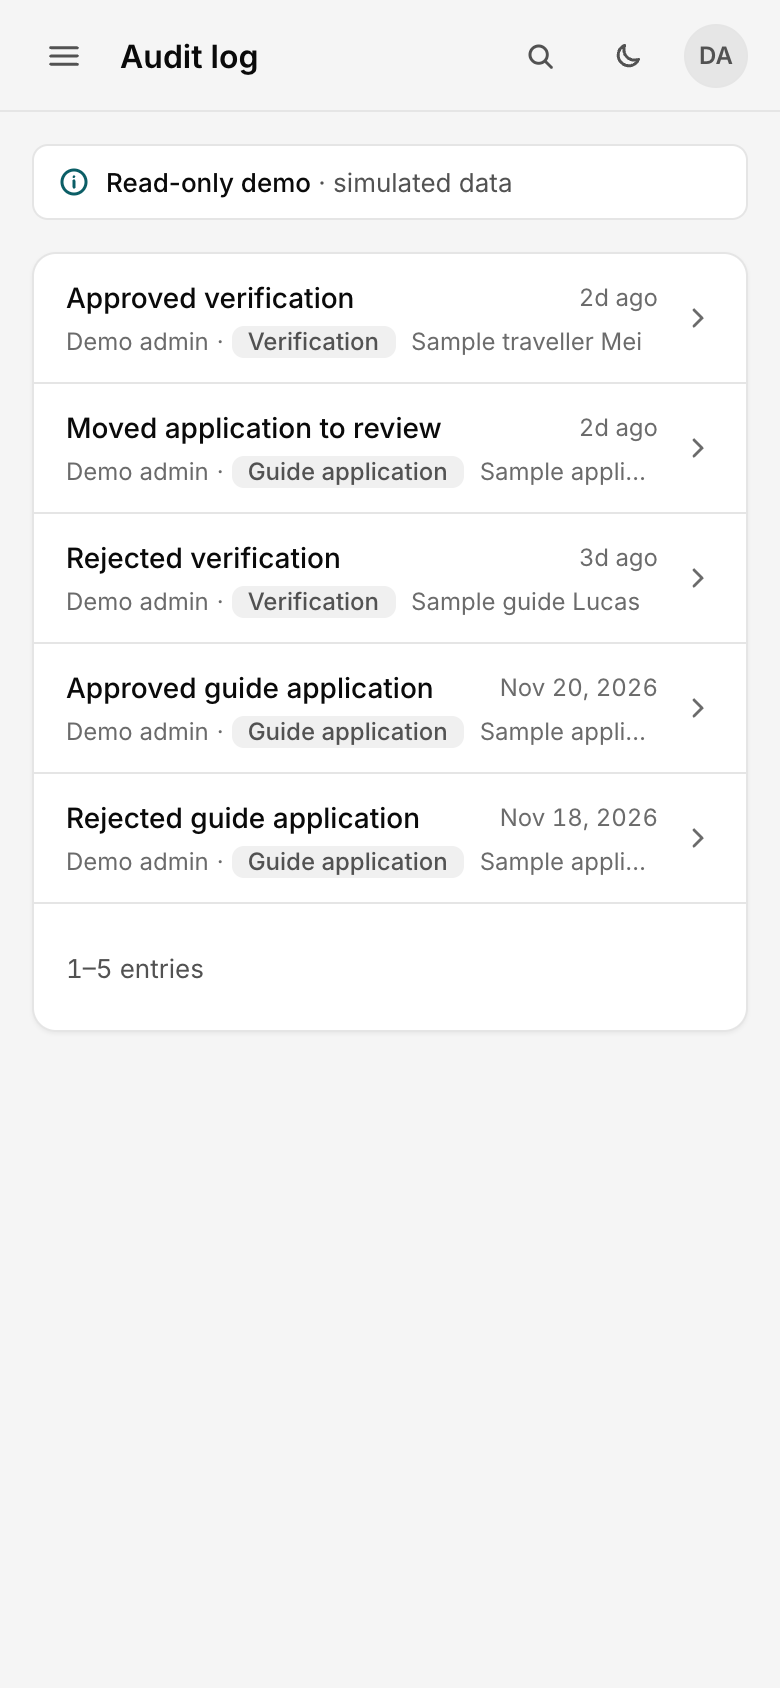 Audit log
DA
Read-only demo · simulated data
Approved verification 2d ago
Demo admin · Verification Sample traveller Mei
Moved application to review 2d ago
Demo admin · Guide application Sample appli...
Rejected verification 3d ago
Demo admin · Verification Sample guide Lucas
Approved guide application Nov 20, 2026
Demo admin · Guide application Sample appli...
Rejected guide application Nov 18, 2026
Demo admin · Guide application Sample appli...
1–5 entries